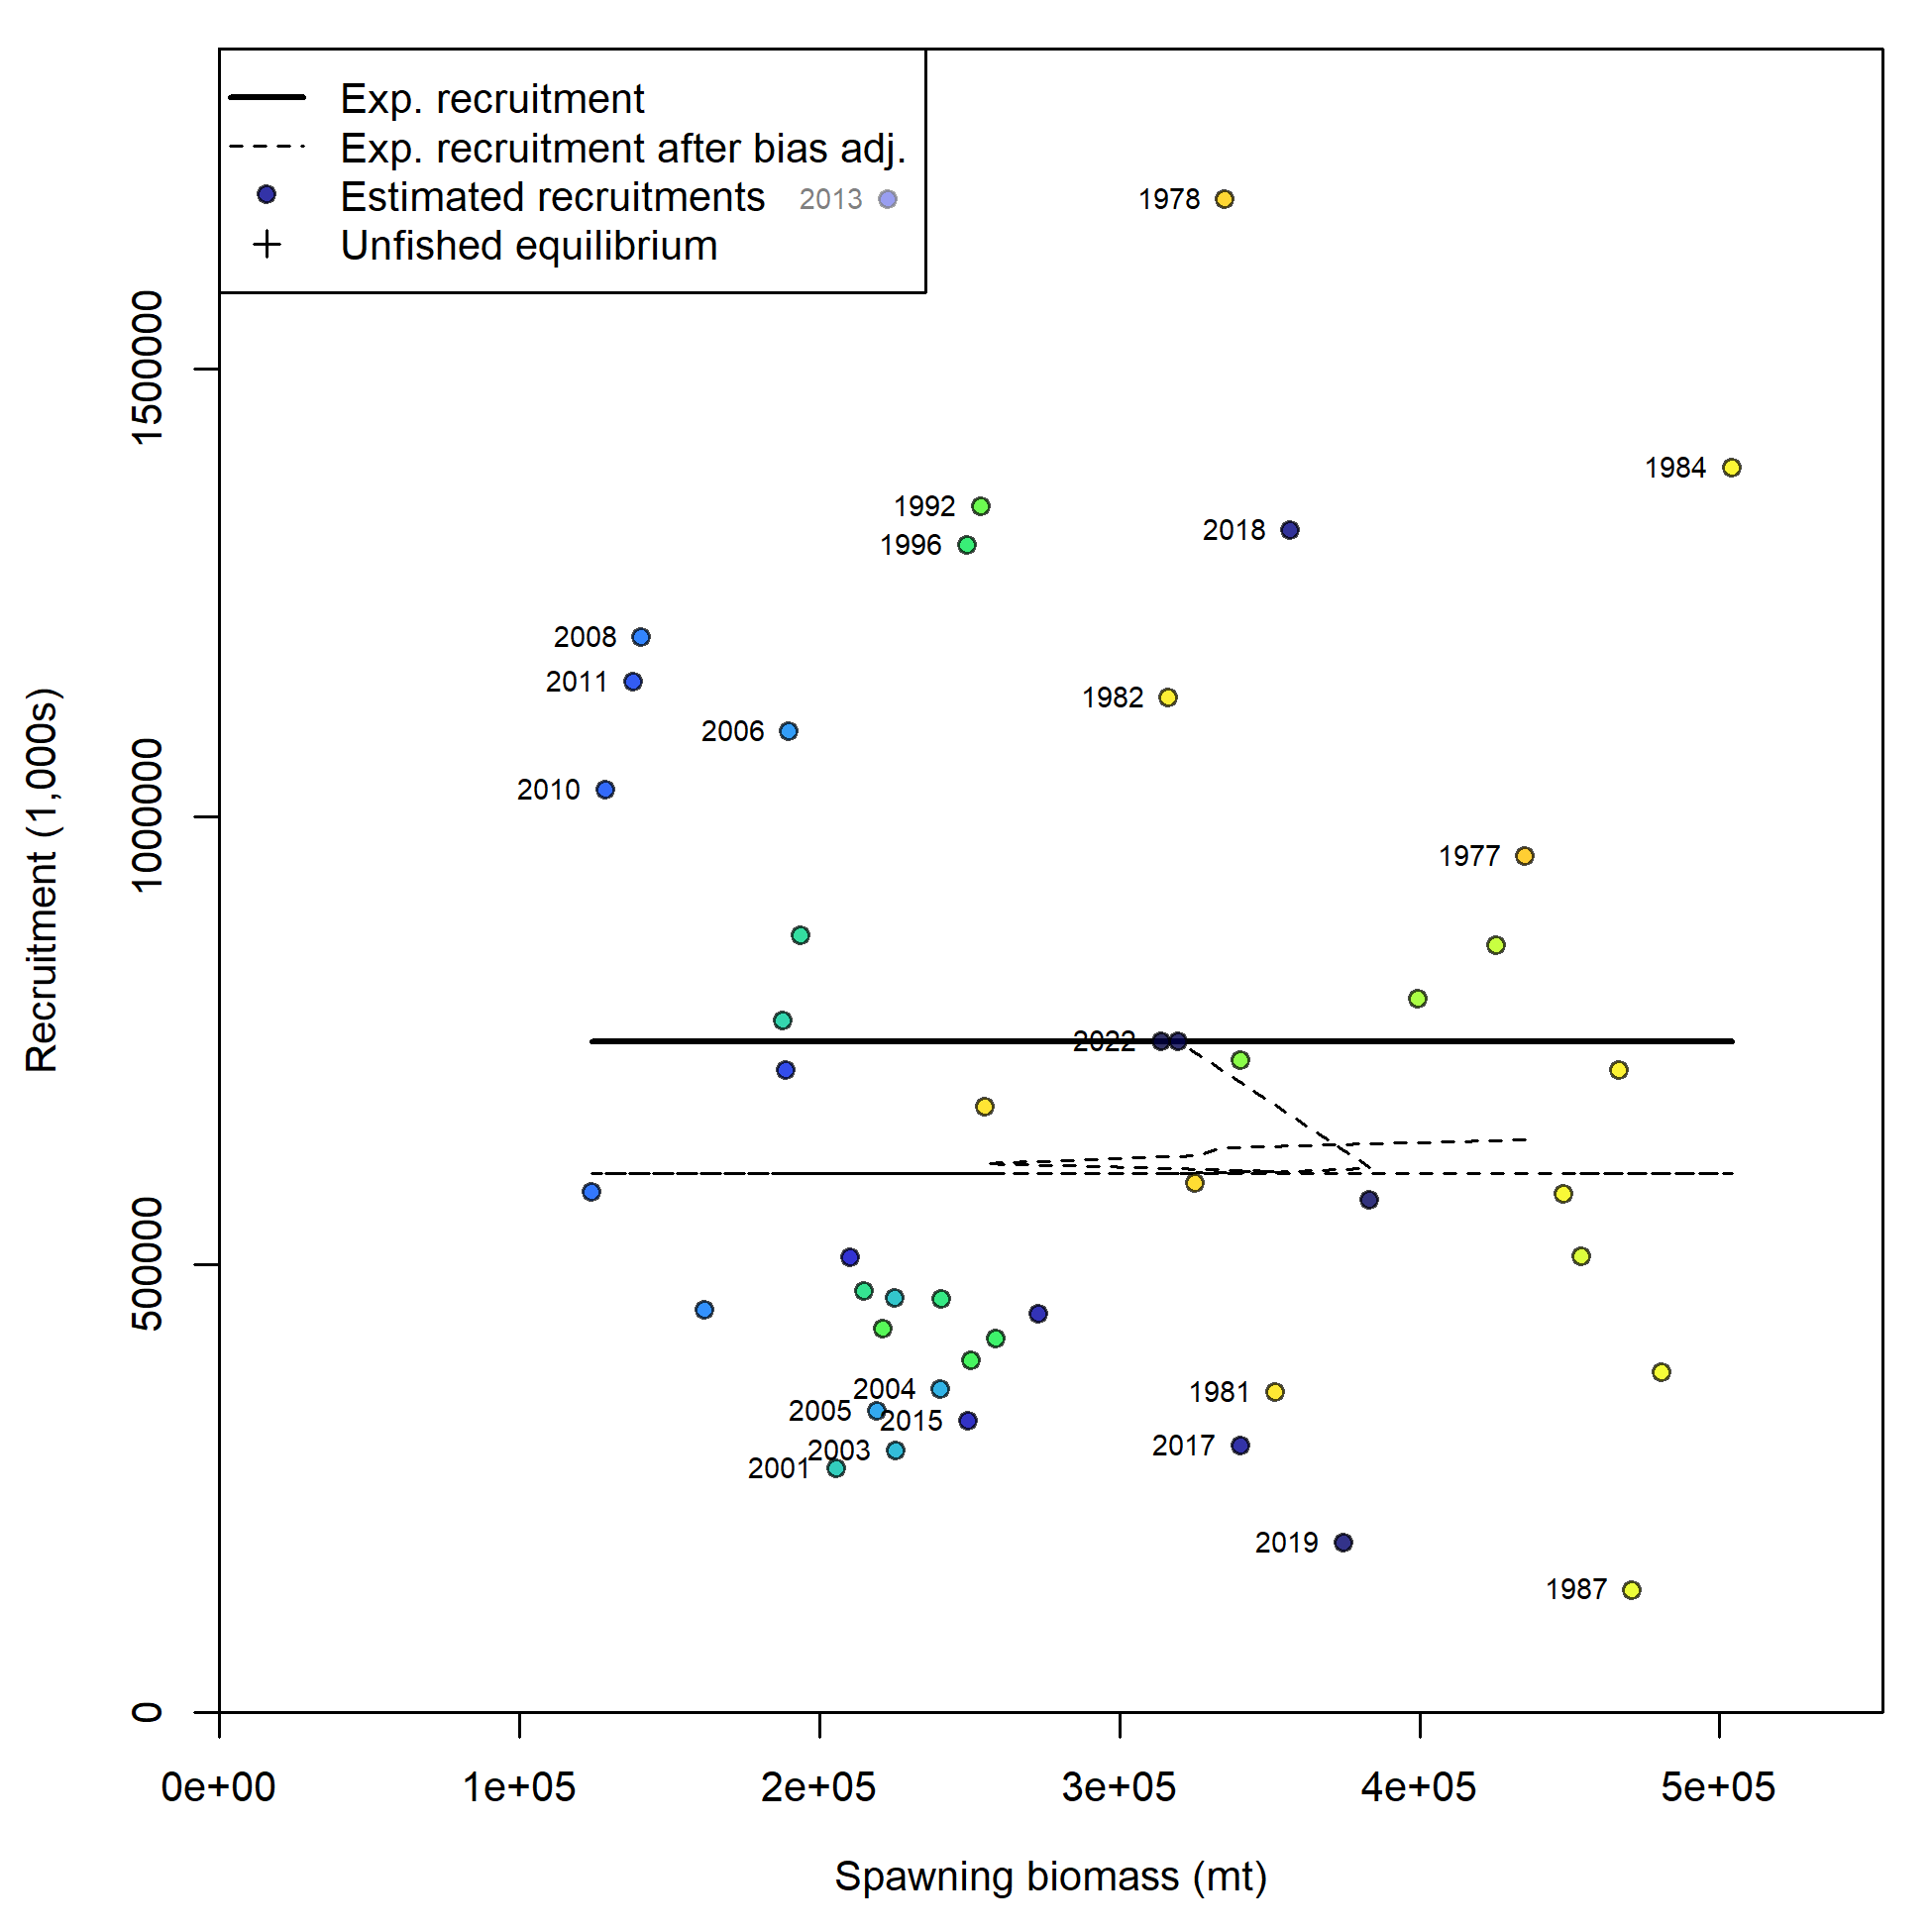 Exp. recruitment
Exp. recruitment after bias adj.
Estimated recruitments
2013
Unfished equilibrium
1978
1984
1992
2018
1996
2008
2011
1982
2006
2010
1977
2022
2004
1981
2005
2015
2017
2003
2001
2019
1987
Recruitment (1,000s)
1500000
1000000
500000
0
0e+00
1e+05
2e+05
3e+05
4e+05
5e+05
Spawning biomass (mt)